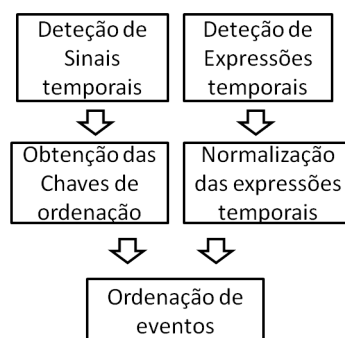 Deteção de
Sinais
temporais
Deteção de
Expressões
temporais
Obtenção das
Chaves de
ordenação
Normalização
das expressões
temporais
Ordenação de
eventos